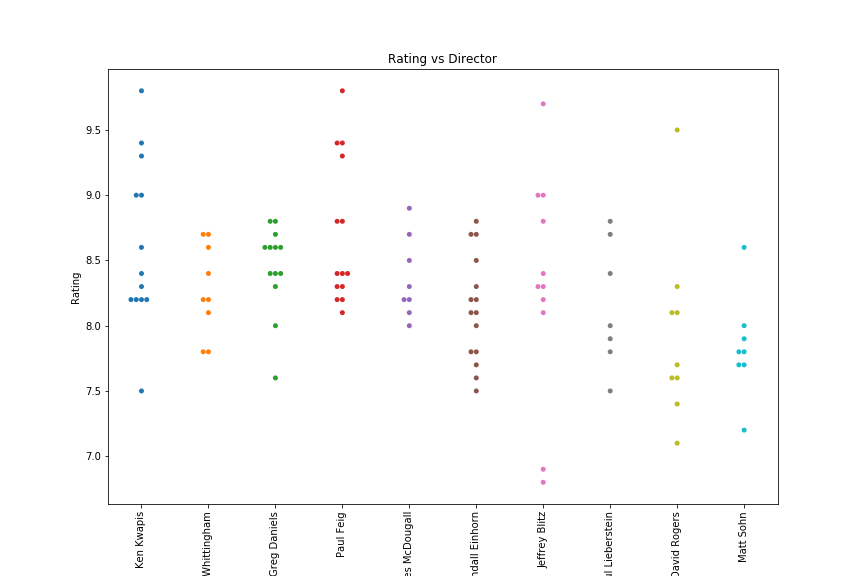 Rating vs Director
Rating
9.5
9.0
8.5
8.0
7.5
7.0
Ken Kwapis
Whittingham
Greg Daniels
Paul Feig
es McDougall
ndall Einhorn
Jeffrey Blitz
ul Lieberstein
David Rogers
Matt Sohn